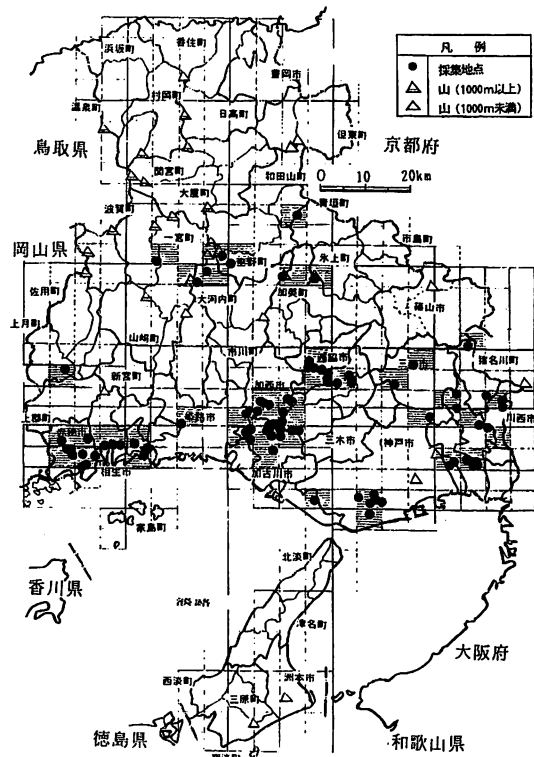 凡 例
● 採集地点
△ 山 (1000m以上)
△ 山 (1000m未満)
浜坂町
香住町
豊岡市
村岡町
温泉町
日高町
但東町
鳥取県
京都府
関宮町
和田山町
0 10 20km
大屋町
青垣町
波賀町
一宮町
市島町
岡山県
生野町
氷上町
佐用町
大河内町
加美町
篠山市
上月町
山崎町
市川町
西脇市
猪名川町
新宮町
加西市
上郡町
姫路市
三木市
神戸市
川西市
相生市
加古川市
家島町
北淡町
香川県
津名町
大阪府
西淡町
洲本市
三原町
徳島県
和歌山県